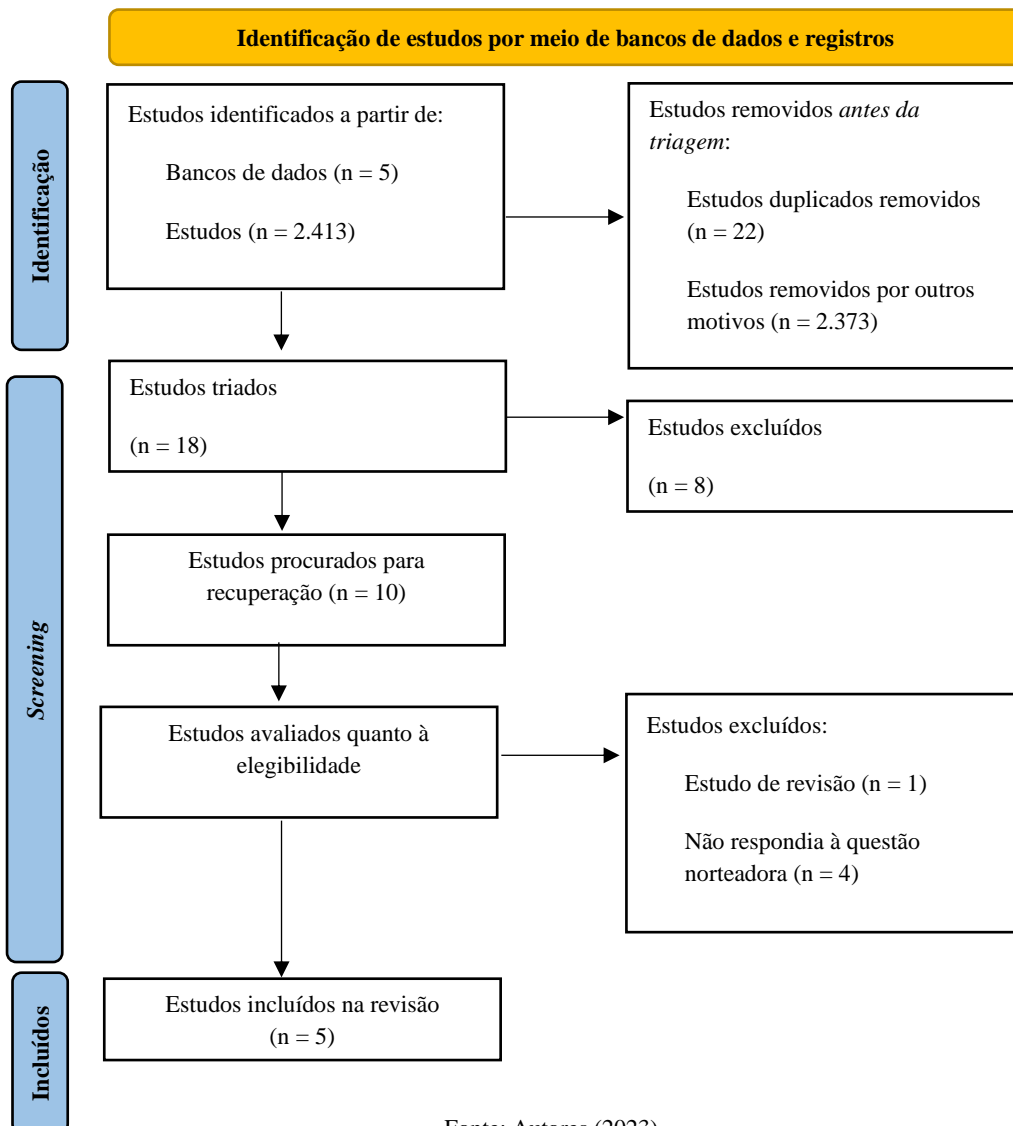 Identificação de estudos por meio de bancos de dados e registros
Identificação
Estudos identificados a partir de:
Bancos de dados (n = 5)
Estudos (n = 2.413)
Estudos removidos antes da
triagem:
Estudos duplicados removidos
(n = 22)
Estudos removidos por outros
motivos (n = 2.373)
Screening
Estudos triados
(n = 18)
Estudos excluídos
(n = 8)
Estudos procurados para
recuperação (n = 10)
Estudos avaliados quanto à
elegibilidade
Estudos excluídos:
Estudo de revisão (n = 1)
Não respondia à questão
norteadora (n = 4)
Incluídos
Estudos incluídos na revisão
(n = 5)
Fonte: Autores (2023)